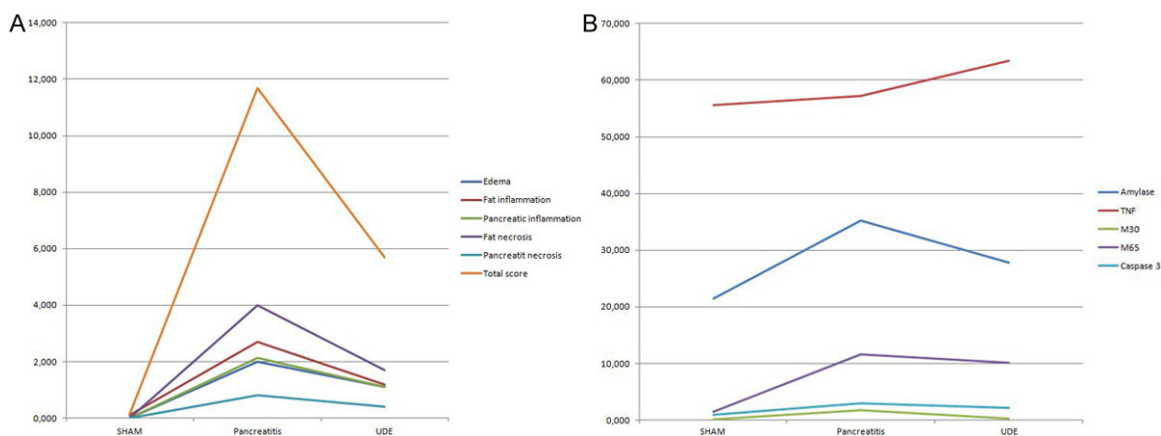 A
14,000
12,000
10,000
8,000
6,000
4,000
2,000
0,000
SHAM
Pancreatitis
UDE
Edema
Fat inflammation
Pancreatic inflammation
Fat necrosis
Pancreatit necrosis
Total score
B
70,000
60,000
50,000
40,000
30,000
20,000
10,000
0,000
SHAM
Pancreatitis
UDE
Amylase
TNF
M30
M65
Caspase 3